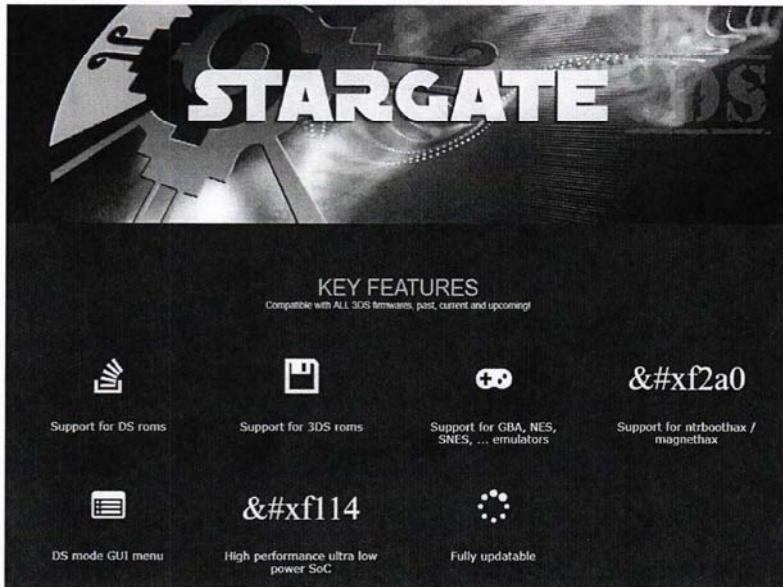 STARGATE 3DS
KEY FEATURES
Compatible with ALL 3DS firmwares, past, current and upcoming!
Support for DS roms
Support for 3DS roms
Support for GBA, NES,
SNES, ... emulators
&#xf2a0
Support for ntrboothax /
magnethax
DS mode GUI menu
&#xf114
High performance ultra low
power SoC
Fully updatable